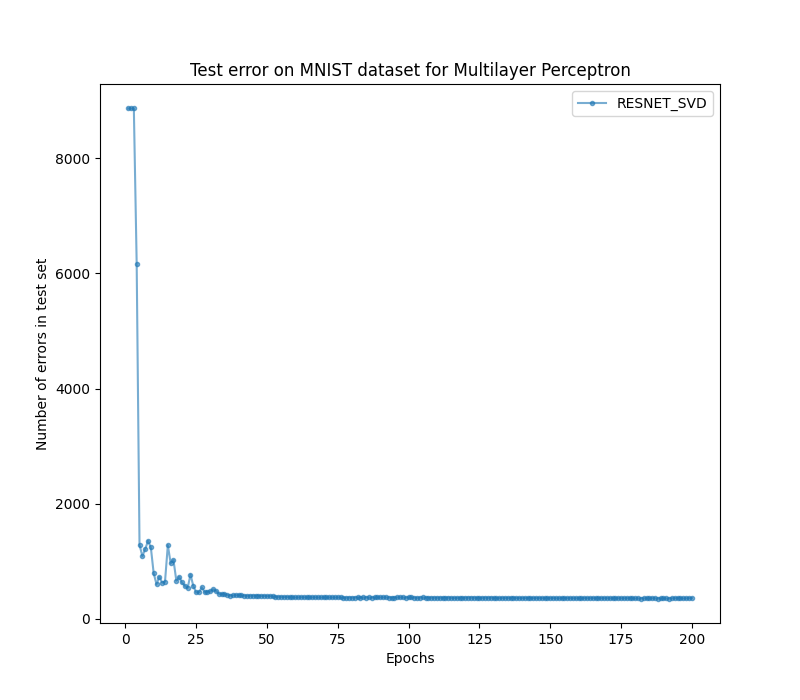 Test error on MNIST dataset for Multilayer Perceptron
RESNET_SVD
8000
6000
4000
2000
0
Number of errors in test set
0 25 50 75 100 125 150 175 200
Epochs